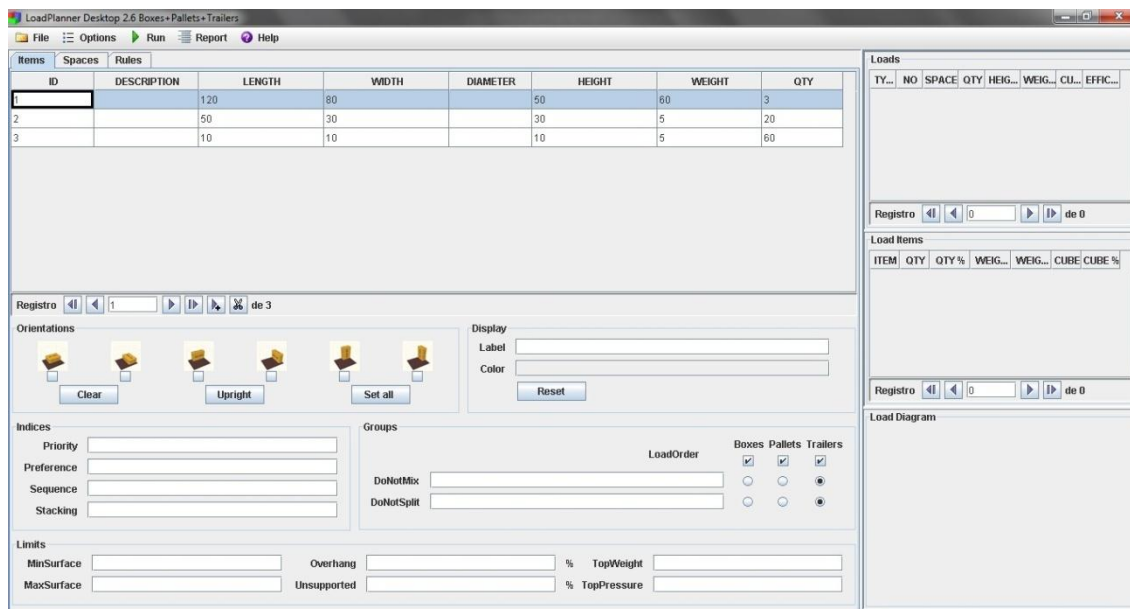 LoadPlanner Desktop 2.6 Boxes+Pallets+Trailers
File Options Run Report Help
Items Spaces Rules
ID DESCRIPTION LENGTH WIDTH DIAMETER HEIGHT WEIGHT QTY
1 120 80 50 60 3
2 50 30 30 5 20
3 10 10 10 5 60
Registro 1 de 3
Orientations
Clear Upright Set all
Display
Label
Color
Reset
Indices
Priority
Preference
Sequence
Stacking
Groups
LoadOrder Boxes Pallets Trailers
DoNotMix
DoNotSplit
Limits
MinSurface Overhang % TopWeight
MaxSurface Unsupported % TopPressure
Loads
TY... NO SPACE QTY HEIG... WEIG... CU... EFFIC...
Registro 0 de 0
Load Items
ITEM QTY QTY % WEIG... WEIG... CUBE CUBE %
Registro 0 de 0
Load Diagram